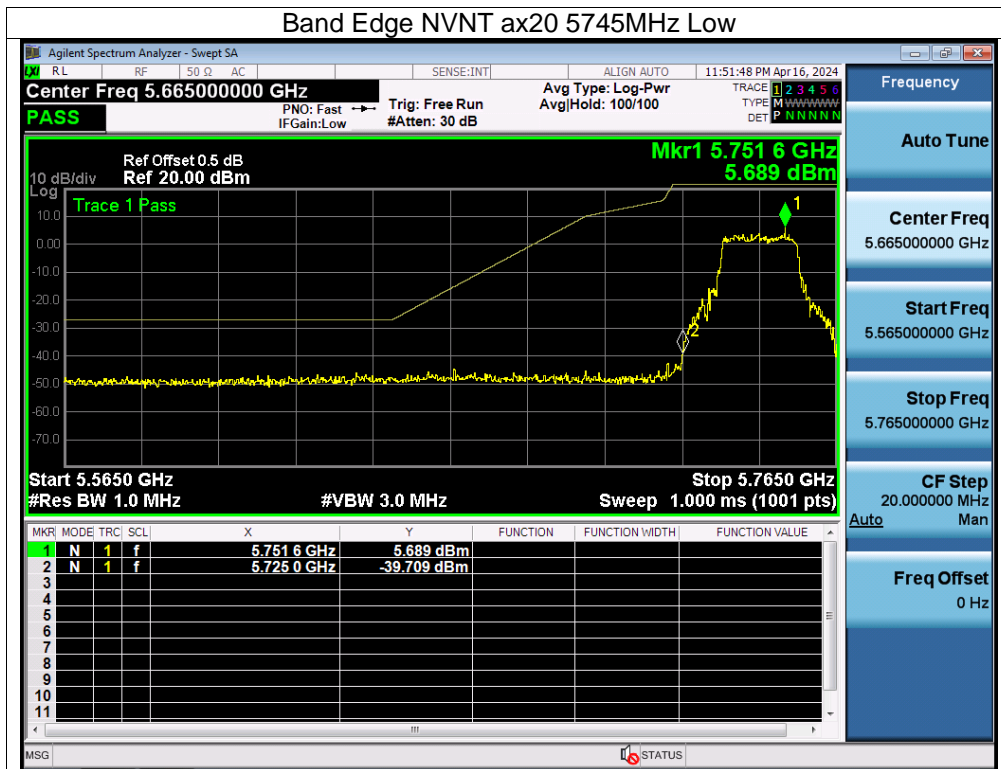 Band Edge NVNT ax20 5745MHz Low
Agilent Spectrum Analyzer - Swept SA
LXI RL RF 50 Ω AC SENSE:INT ALIGN AUTO 11:51:48 PM Apr 16, 2024
Center Freq 5.665000000 GHz
PASS
PNO: Fast
IFGain:Low
Trig: Free Run
#Atten: 30 dB
Avg Type: Log-Pwr
Avg|Hold: 100/100
TRACE 1 2 3 4 5 6
TYPE M W W W W W
DET P N N N N N
Mkr1 5.751 6 GHz
5.689 dBm
Ref Offset 0.5 dB
10 dB/div Ref 20.00 dBm
Log
Trace 1 Pass
1
10.0
0.00
-10.0
-20.0
-30.0
2
-40.0
-50.0
-60.0
-70.0
Start 5.5650 GHz Stop 5.7650 GHz
#Res BW 1.0 MHz #VBW 3.0 MHz Sweep 1.000 ms (1001 pts)
MKR MODE TRC SCL X Y FUNCTION FUNCTION WIDTH FUNCTION VALUE
1 N 1 f 5.751 6 GHz 5.689 dBm
2 N 1 f 5.725 0 GHz -39.709 dBm
3
4
5
6
7
8
9
10
11
MSG STATUS
Frequency
Auto Tune
Center Freq
5.665000000 GHz
Start Freq
5.565000000 GHz
Stop Freq
5.765000000 GHz
CF Step
20.000000 MHz
Auto Man
Freq Offset
0 Hz